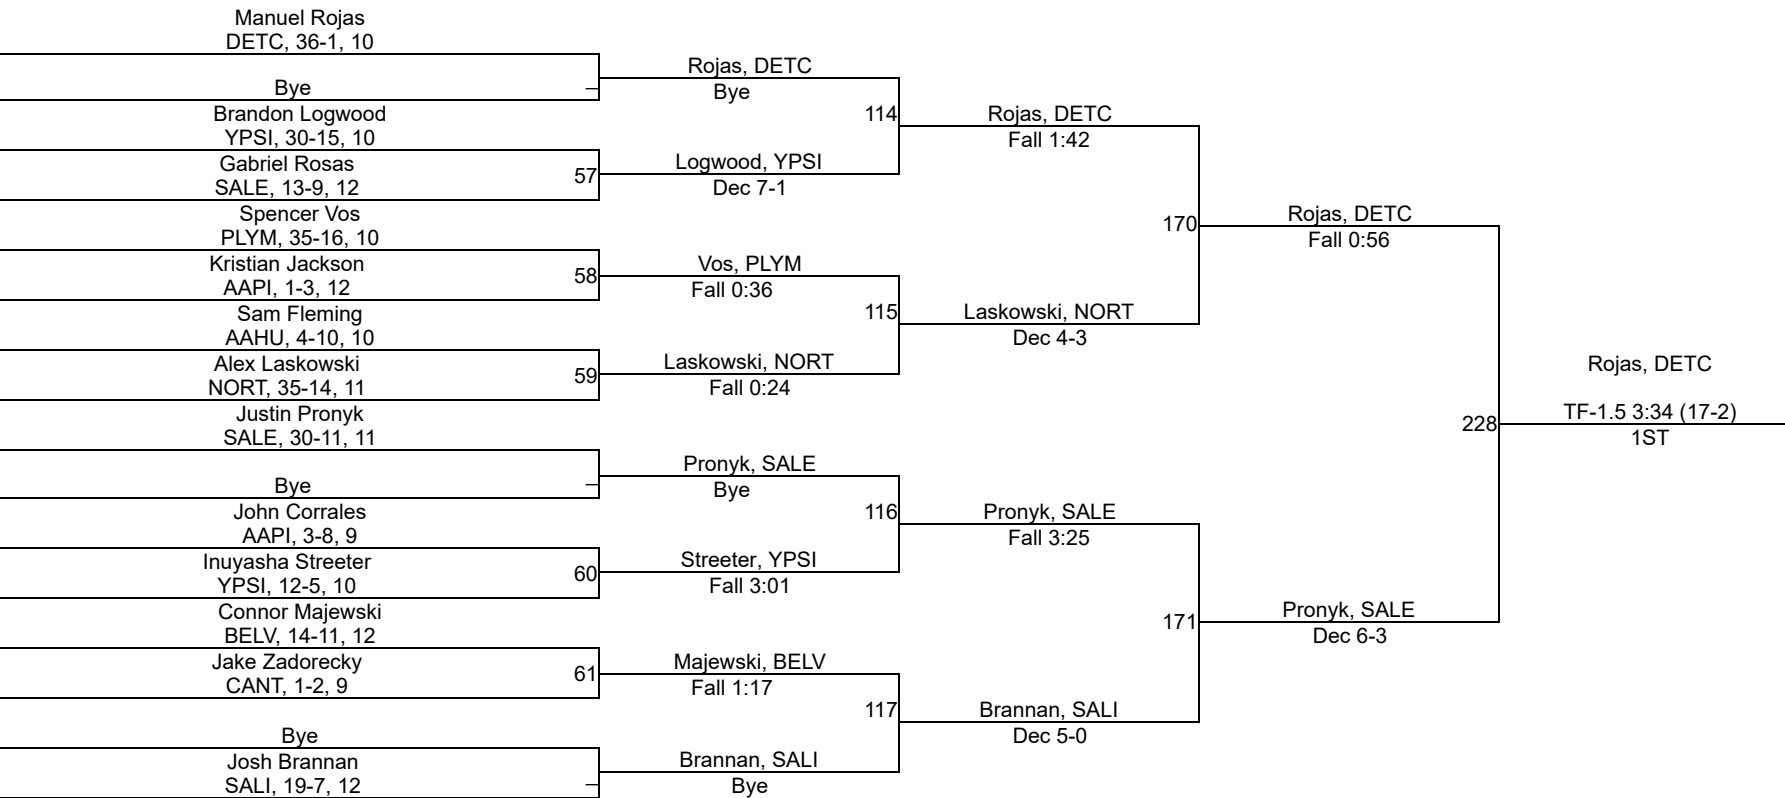 Manuel Rojas
DETC, 36-1, 10
Bye
Brandon Logwood
YPSI, 30-15, 10
Gabriel Rosas
SALE, 13-9, 12
Spencer Vos
PLYM, 35-16, 10
Kristian Jackson
AAPI, 1-3, 12
Sam Fleming
AAHU, 4-10, 10
Alex Laskowski
NORT, 35-14, 11
Justin Pronyk
SALE, 30-11, 11
Bye
John Corrales
AAPI, 3-8, 9
Inuyasha Streeter
YPSI, 12-5, 10
Connor Majewski
BELV, 14-11, 12
Jake Zadorecky
CANT, 1-2, 9
Bye
Josh Brannan
SALI, 19-7, 12
57
58
59
60
61
Rojas, DETC
Bye
Logwood, YPSI
Dec 7-1
Vos, PLYM
Fall 0:36
Laskowski, NORT
Fall 0:24
Pronyk, SALE
Bye
Streeter, YPSI
Fall 3:01
Majewski, BELV
Fall 1:17
Brannan, SALI
Bye
114
115
116
117
Rojas, DETC
Fall 1:42
Laskowski, NORT
Dec 4-3
Pronyk, SALE
Fall 3:25
Brannan, SALI
Dec 5-0
170
171
Rojas, DETC
Fall 0:56
Pronyk, SALE
Dec 6-3
228
Rojas, DETC
TF-1.5 3:34 (17-2)
1ST